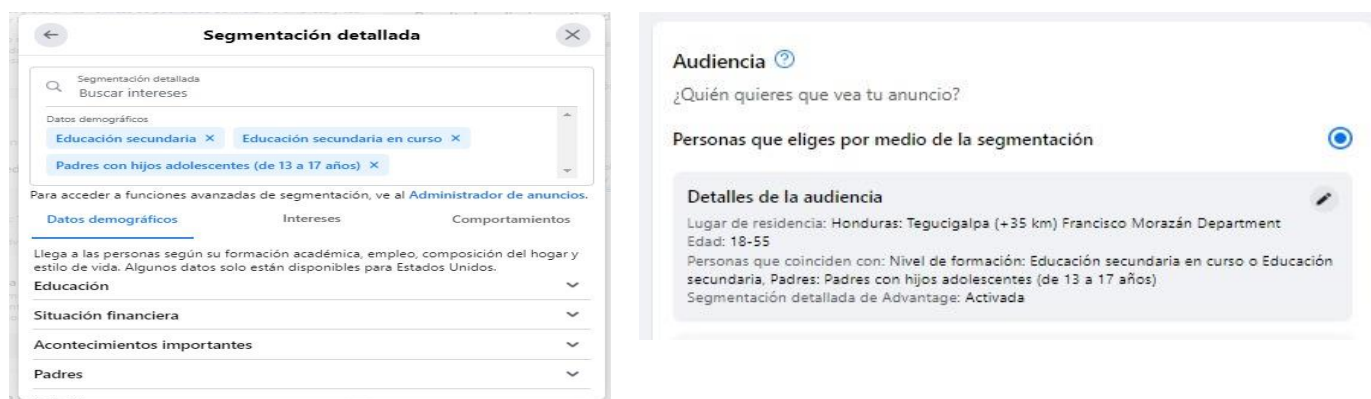 Segmentación detallada
Segmentación detallada
Buscar intereses
Datos demográficos
Educación secundaria × Educación secundaria en curso ×
Padres con hijos adolescentes (de 13 a 17 años) ×
Para acceder a funciones avanzadas de segmentación, ve al Administrador de anuncios.
Datos demográficos Intereses Comportamientos
Llega a las personas según su formación académica, empleo, composición del hogar y
estilo de vida. Algunos datos solo están disponibles para Estados Unidos.
Educación
Situación financiera
Acontecimientos importantes
Padres
Audiencia
¿Quién quieres que vea tu anuncio?
Personas que eliges por medio de la segmentación
Detalles de la audiencia
Lugar de residencia: Honduras: Tegucigalpa (+35 km) Francisco Morazán Department
Edad: 18-55
Personas que coinciden con: Nivel de formación: Educación secundaria en curso o Educación
secundaria, Padres: Padres con hijos adolescentes (de 13 a 17 años)
Segmentación detallada de Advantage: Activada